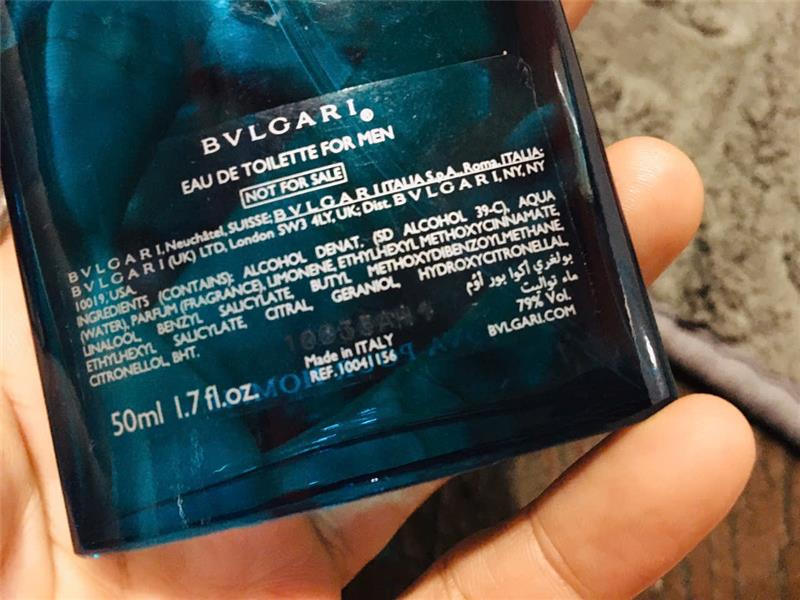 BVLGARI®
EAU DE TOILETTE FOR MEN
NOT FOR SALE
BVLGARI, Neuchâtel, SUISSE; BVLGARI ITALIA S.p.A., Roma, ITALIA;
BVLGARI (UK) LTD, London SW3 4LY, UK; Dist. BVLGARI, NY, NY
10019, USA.
INGREDIENTS (CONTAINS): ALCOHOL DENAT. (SD ALCOHOL 39-C), AQUA
(WATER), PARFUM (FRAGRANCE), LIMONENE, ETHYLHEXYL METHOXYCINNAMATE,
LINALOOL, BENZYL SALICYLATE, BUTYL METHOXYDIBENZOYLMETHANE,
ETHYLHEXYL SALICYLATE, CITRAL, GERANIOL, HYDROXYCITRONELLAL,
CITRONELLOL, BHT.
بولغري أكوا بور أوم
ماء تواليت
79% Vol.
BVLGARI.COM
Made in ITALY
REF.10041156
50ml 1.7 fl.oz.